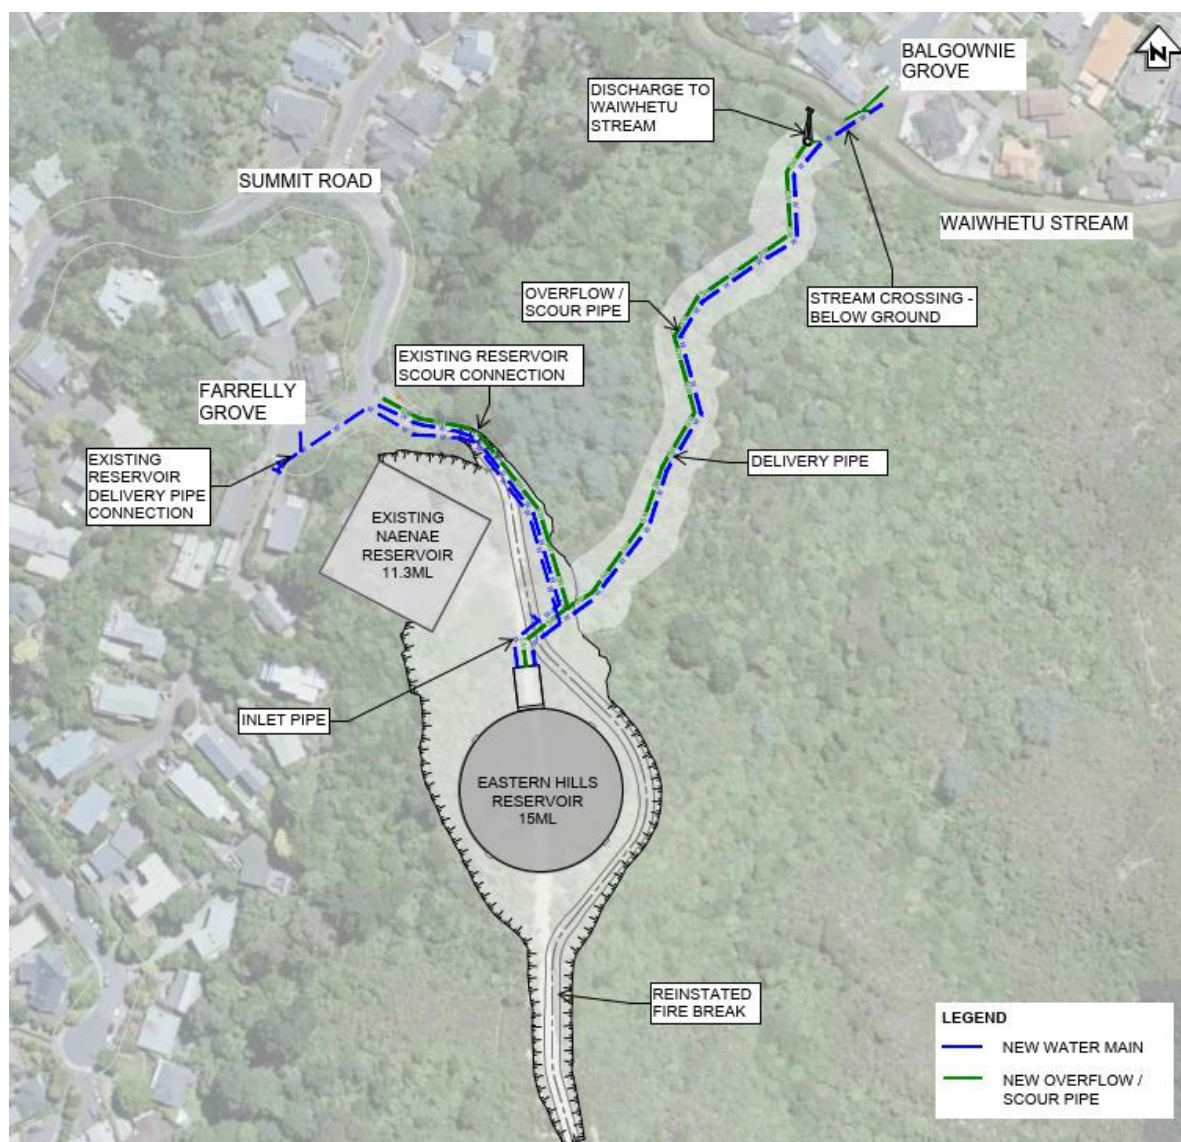 N
BALGOWNIE
GROVE
DISCHARGE TO
WAIWHETU
STREAM
SUMMIT ROAD
WAIWHETU STREAM
OVERFLOW /
SCOUR PIPE
STREAM CROSSING -
BELOW GROUND
EXISTING RESERVOIR
SCOUR CONNECTION
FARRELLY
GROVE
EXISTING
RESERVOIR
DELIVERY PIPE
CONNECTION
DELIVERY PIPE
EXISTING
NAENAE
RESERVOIR
11.3ML
INLET PIPE
EASTERN HILLS
RESERVOIR
15ML
REINSTATED
FIRE BREAK
LEGEND
NEW WATER MAIN
NEW OVERFLOW /
SCOUR PIPE